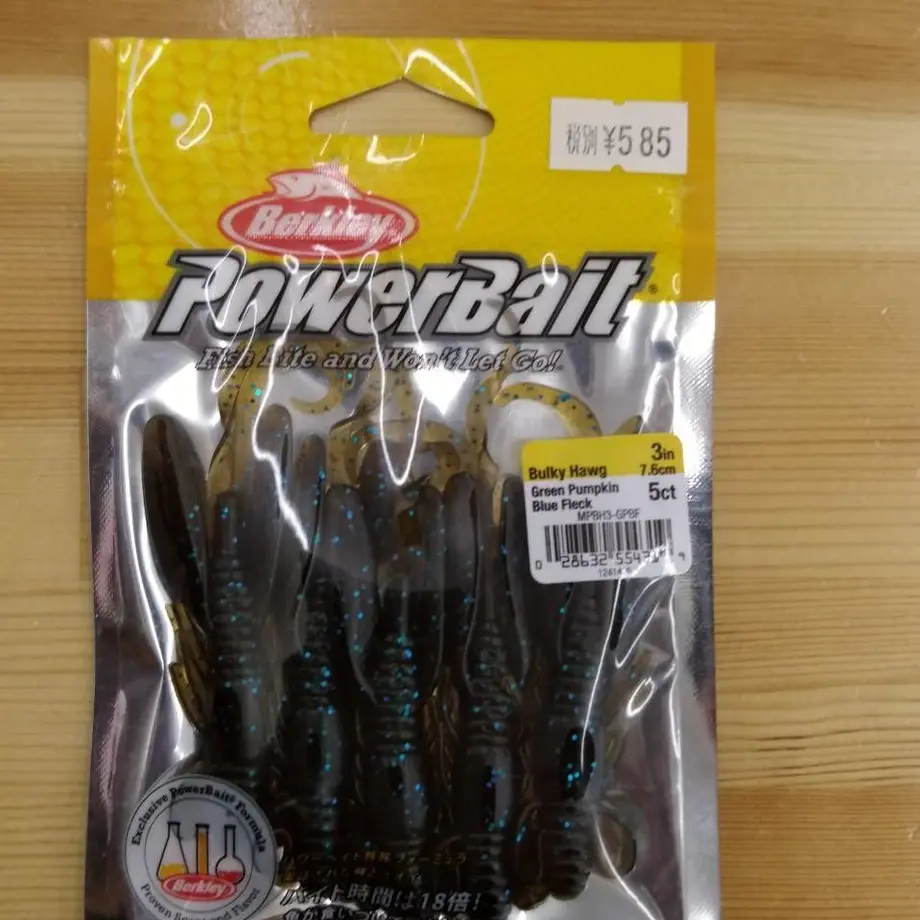 税別 ¥585
Berkley
PowerBait®
Fish Bite and Won't Let Go!
Bulky Hawg
3in
7.6cm
Green Pumpkin
Blue Fleck
5ct
MPBH3-GPBF
0 28632
Exclusive PowerBait® Formula
Berkley
Proven Scent and Flavor
バイト時間は18倍!